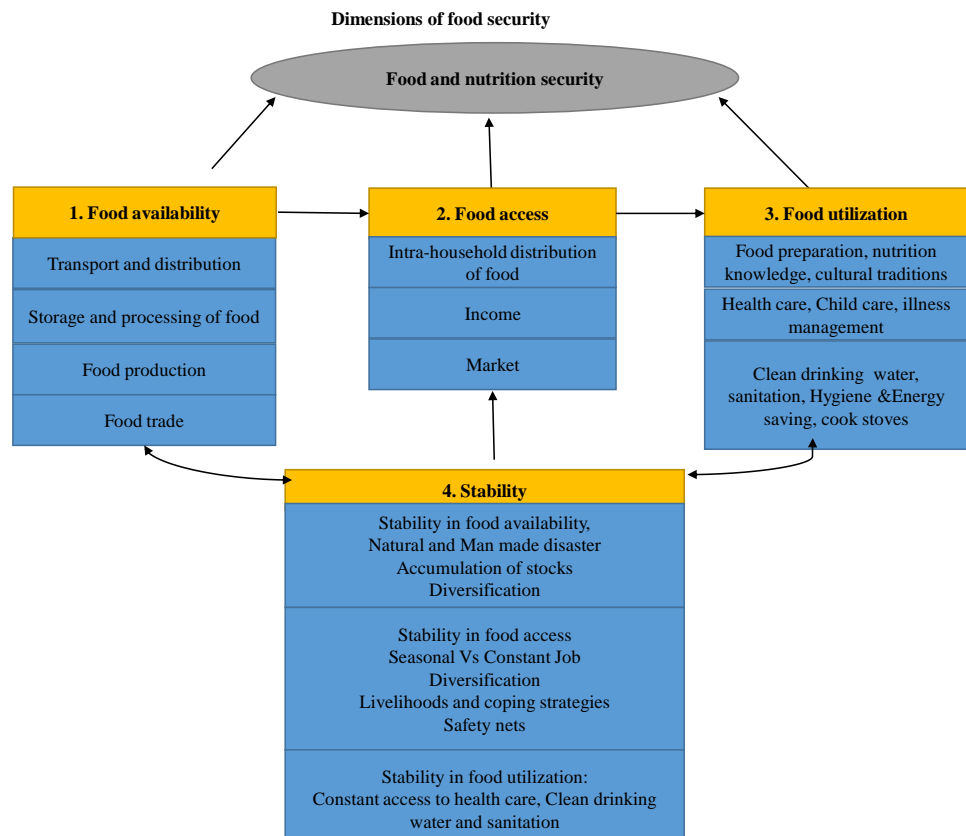 Dimensions of food security
Food and nutrition security
1. Food availability
Transport and distribution
Storage and processing of food
Food production
Food trade
2. Food access
Intra-household distribution
of food
Income
Market
3. Food utilization
Food preparation, nutrition
knowledge, cultural traditions
Health care, Child care, illness
management
Clean drinking water,
sanitation, Hygiene &Energy
saving, cook stoves
4. Stability
Stability in food availability,
Natural and Man made disaster
Accumulation of stocks
Diversification
Stability in food access
Seasonal Vs Constant Job
Diversification
Livelihoods and coping strategies
Safety nets
Stability in food utilization:
Constant access to health care, Clean drinking
water and sanitation